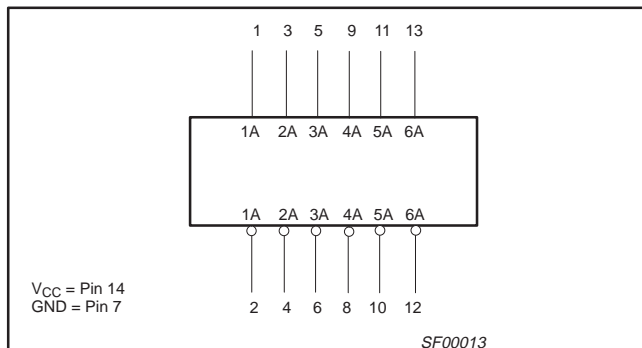 1 3 5 9 11 13
1A 2A 3A 4A 5A 6A
1A 2A 3A 4A 5A 6A
2 4 6 8 10 12
VCC = Pin 14
GND = Pin 7
SF00013